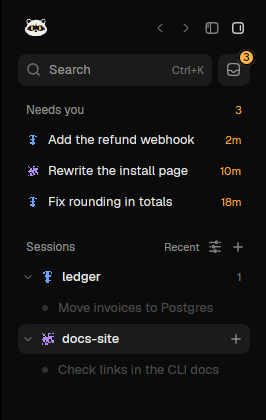 Search Ctrl+K 3
Needs you 3
Add the refund webhook 2m
Rewrite the install page 10m
Fix rounding in totals 18m
Sessions Recent
ledger 1
Move invoices to Postgres
docs-site
Check links in the CLI docs